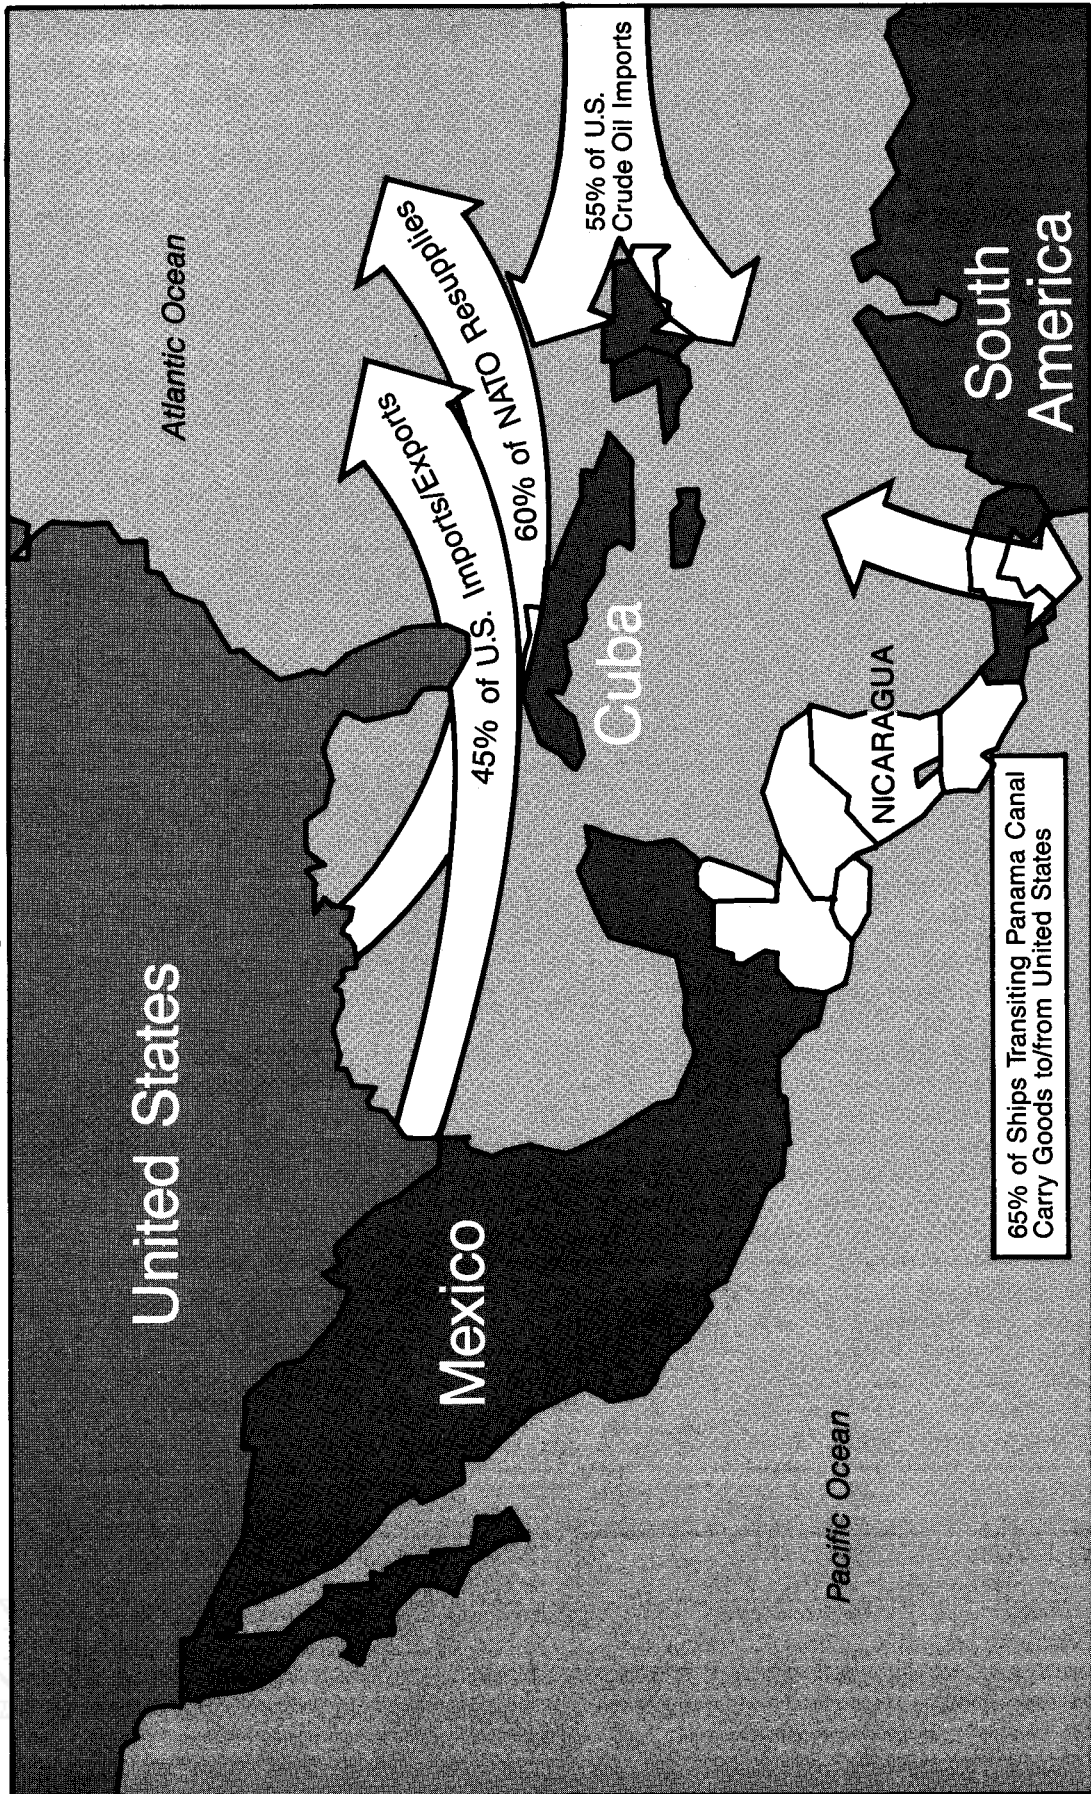 United States
Atlantic Ocean
45% of U.S. Imports/Exports
60% of NATO Resupplies
55% of U.S.
Crude Oil Imports
Mexico
Cuba
NICARAGUA
South
America
Pacific Ocean
65% of Ships Transiting Panama Canal
Carry Goods to/from United States